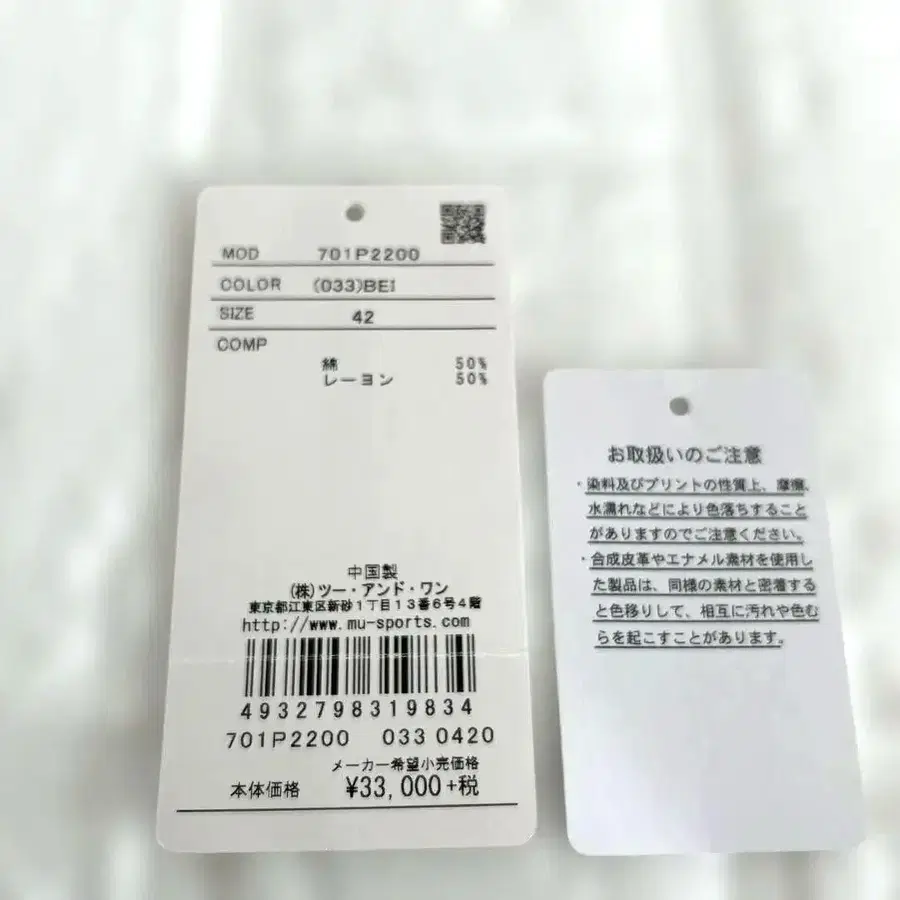 MOD 701P2200
COLOR (033)BEI
SIZE 42
COMP
綿 50%
レーヨン 50%
中国製
(株)ツー・アンド・ワン
東京都江東区新砂1丁目13番6号4階
http://www.mu-sports.com
4932798319834
701P2200 033 0420
メーカー希望小売価格
本体価格 ¥33,000+税
お取扱いのご注意
・染料及びプリントの性質上、摩擦、
水濡れなどにより色落ちすること
がありますのでご注意ください。
・合成皮革やエナメル素材を使用し
た製品は、同様の素材と密着する
と色移りして、相互に汚れや色む
らを起こすことがあります。